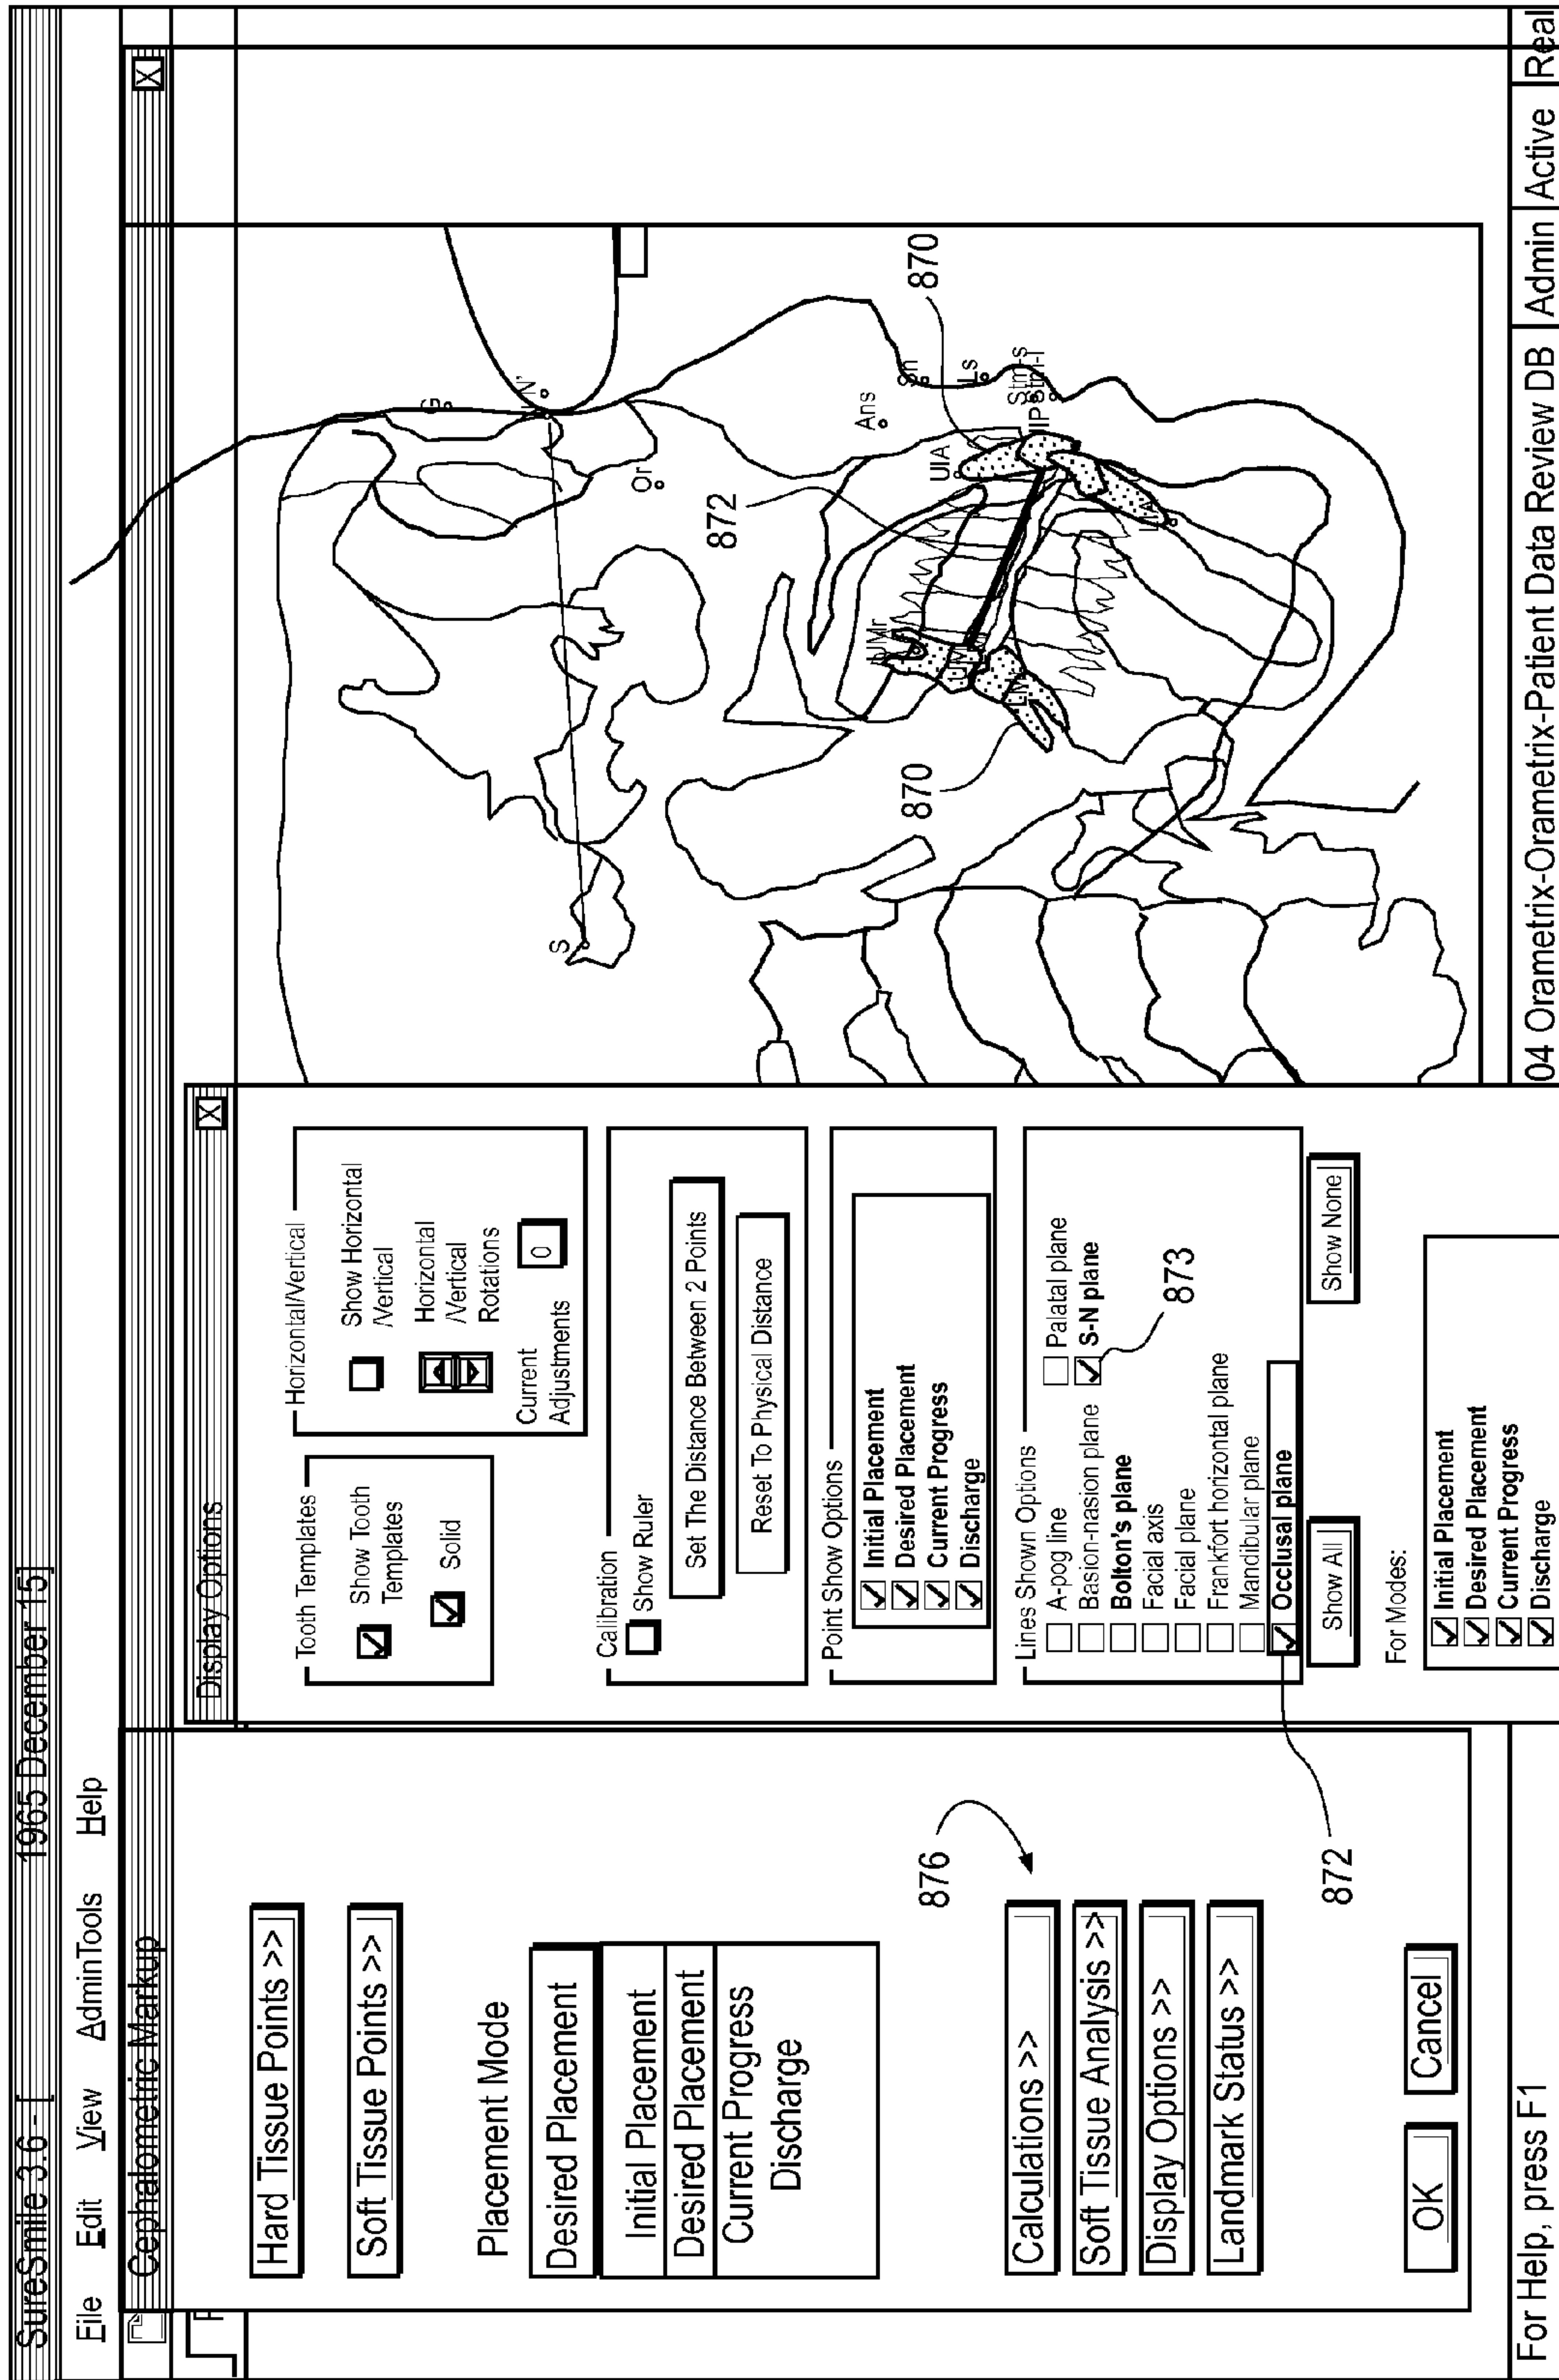 SureSmile 3.6 - [ 1965 December 15]
File Edit View AdminTools Help
Cephalometric Markup
Hard Tissue Points >>
Soft Tissue Points >>
Placement Mode
Desired Placement
Initial Placement
Desired Placement
Current Progress
Discharge
876
Calculations >>
Soft Tissue Analysis >>
Display Options >>
Landmark Status >>
872
OK Cancel
Display Options
Tooth Templates
Show Tooth
Templates
Solid
Horizontal/Vertical
Show Horizontal
/Vertical
Horizontal
/Vertical
Rotations
Current
Adjustments
0
Calibration
Show Ruler
Set The Distance Between 2 Points
Reset To Physical Distance
Point Show Options
Initial Placement
Desired Placement
Current Progress
Discharge
Lines Shown Options
A-pog line
Basion-nasion plane
Bolton's plane
Facial axis
Facial plane
Frankfort horizontal plane
Mandibular plane
Occlusal plane
Palatal plane
S-N plane
873
Show All Show None
For Modes:
Initial Placement
Desired Placement
Current Progress
Discharge
G
N'
S
Or
872
Ans
870
Sn
UIA
Ls
Stm-s
Stm-I
UMr
870
For Help, press F1
04 Orametrix-Orametrix-Patient Data Review DB Admin Active Real